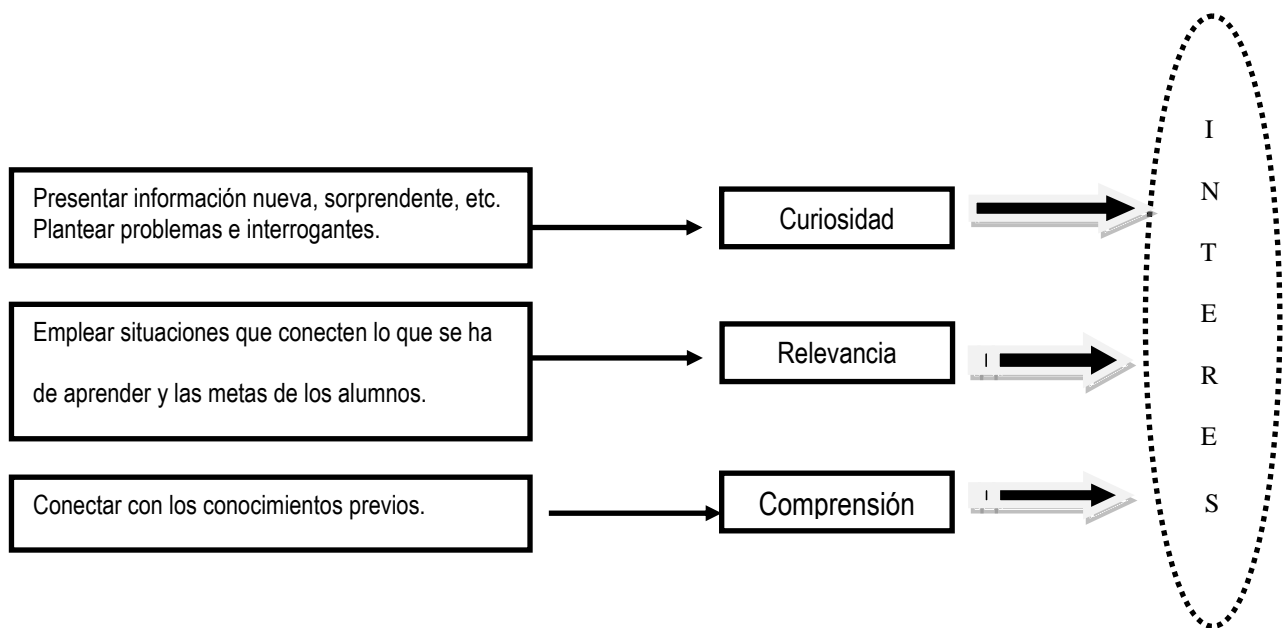 Presentar información nueva, sorprendente, etc.
Plantear problemas e interrogantes.
Curiosidad
Emplear situaciones que conecten lo que se ha
de aprender y las metas de los alumnos.
Relevancia
Conectar con los conocimientos previos.
Comprensión
I
N
T
E
R
E
S